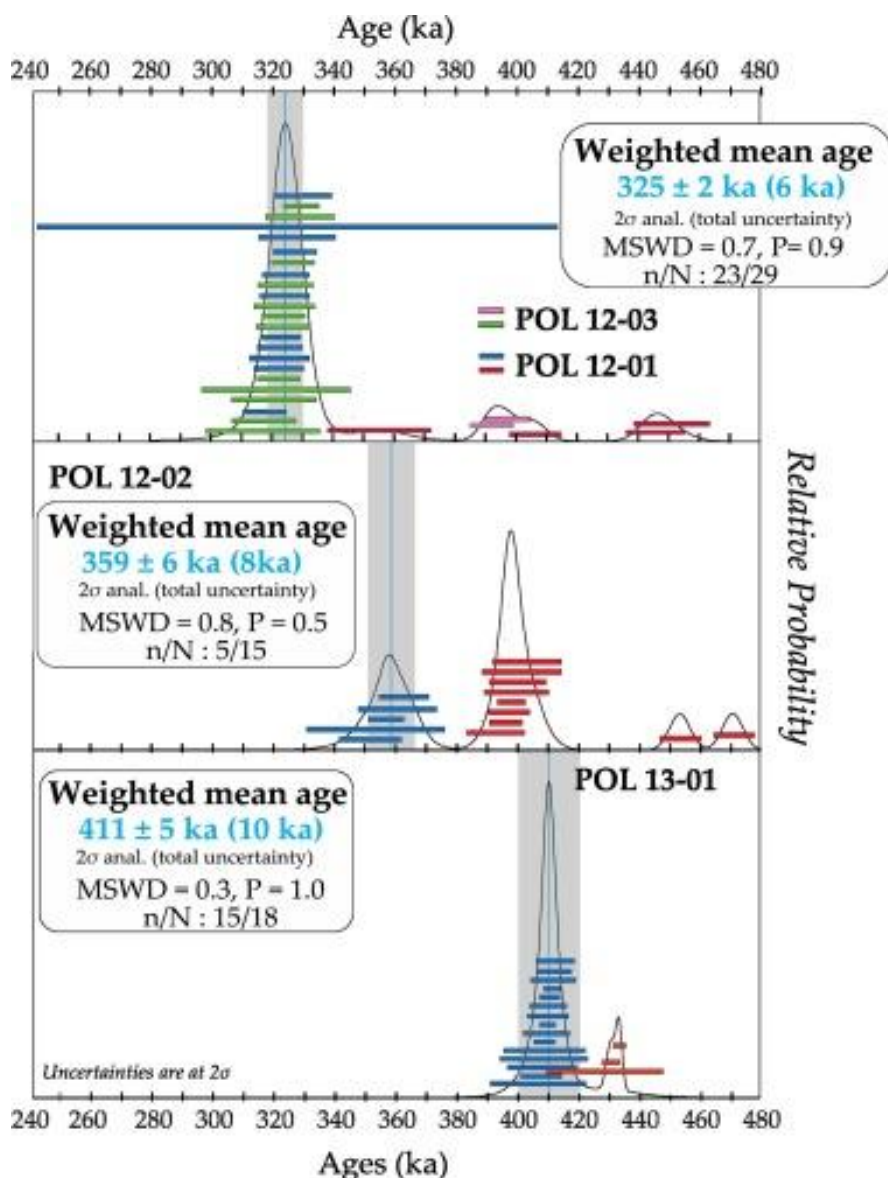 Age (ka)
240 260 280 300 320 340 360 380 400 420 440 460 480
Weighted mean age
325 ± 2 ka (6 ka)
2σ anal. (total uncertainty)
MSWD = 0.7, P= 0.9
n/N : 23/29
POL 12-03
POL 12-01
POL 12-02
Weighted mean age
359 ± 6 ka (8ka)
2σ anal. (total uncertainty)
MSWD = 0.8, P = 0.5
n/N : 5/15
Relative Probability
POL 13-01
Weighted mean age
411 ± 5 ka (10 ka)
2σ anal. (total uncertainty)
MSWD = 0.3, P = 1.0
n/N : 15/18
Uncertainties are at 2σ
240 260 280 300 320 340 360 380 400 420 440 460 480
Ages (ka)